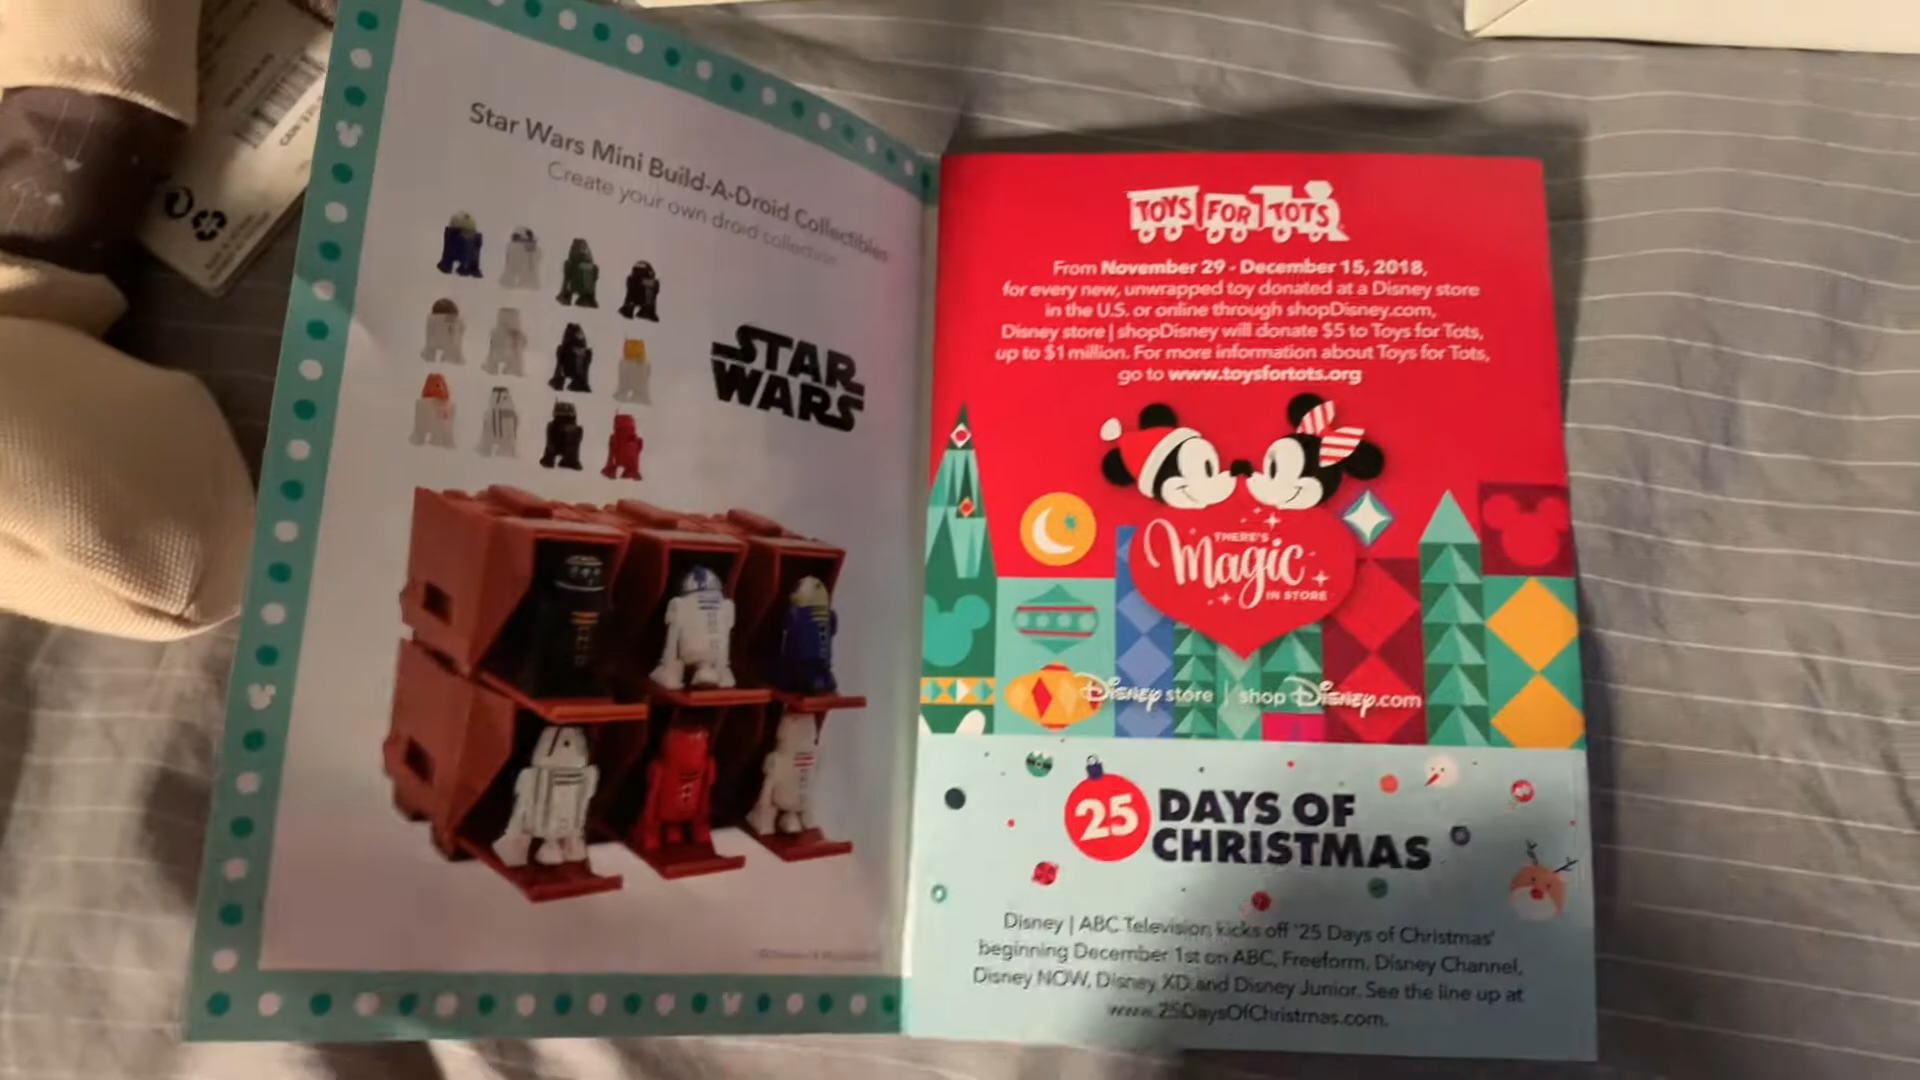 Star Wars Mini Build-A-Droid Collectibles
Create your own droid collection
STAR
WARS
TOYS FOR TOTS
From November 29 - December 15, 2018,
for every new, unwrapped toy donated at a Disney store
in the U.S. or online through shopDisney.com,
Disney store | shopDisney will donate $5 to Toys for Tots,
up to $1 million. For more information about Toys for Tots,
go to www.toysfortots.org
THERE'S
Magic
IN STORE
Disney store | shop Disney.com
25 DAYS OF
CHRISTMAS
Disney | ABC Television kicks off '25 Days of Christmas'
beginning December 1st on ABC, Freeform, Disney Channel,
Disney NOW, Disney XD and Disney Junior. See the line up at
www.25DaysOfChristmas.com.